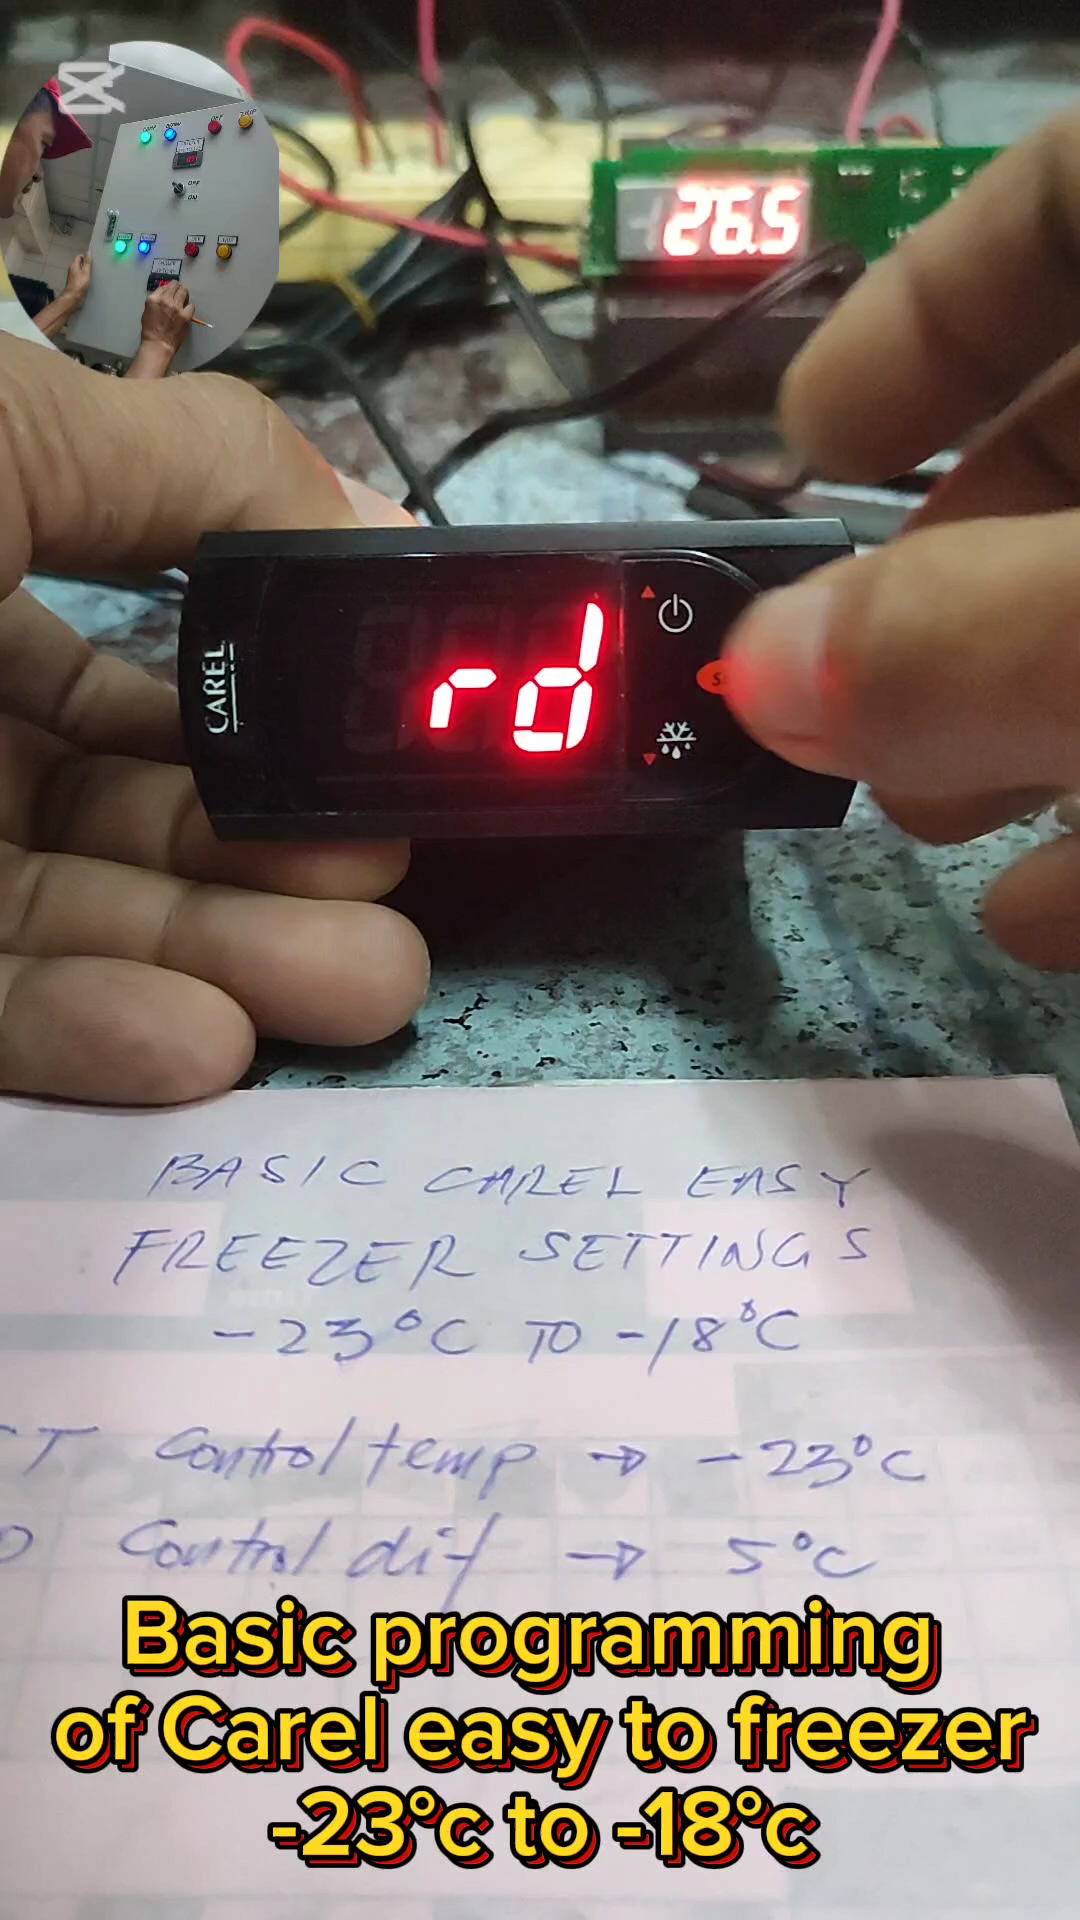 26.5
CAREL
rd
BASIC CAREL EASY
FREEZER SETTINGS
-23°C TO -18°C
T Control temp → -23°C
Control dif → 5°C
Basic programming
of Carel easy to freezer
-23°c to -18°c